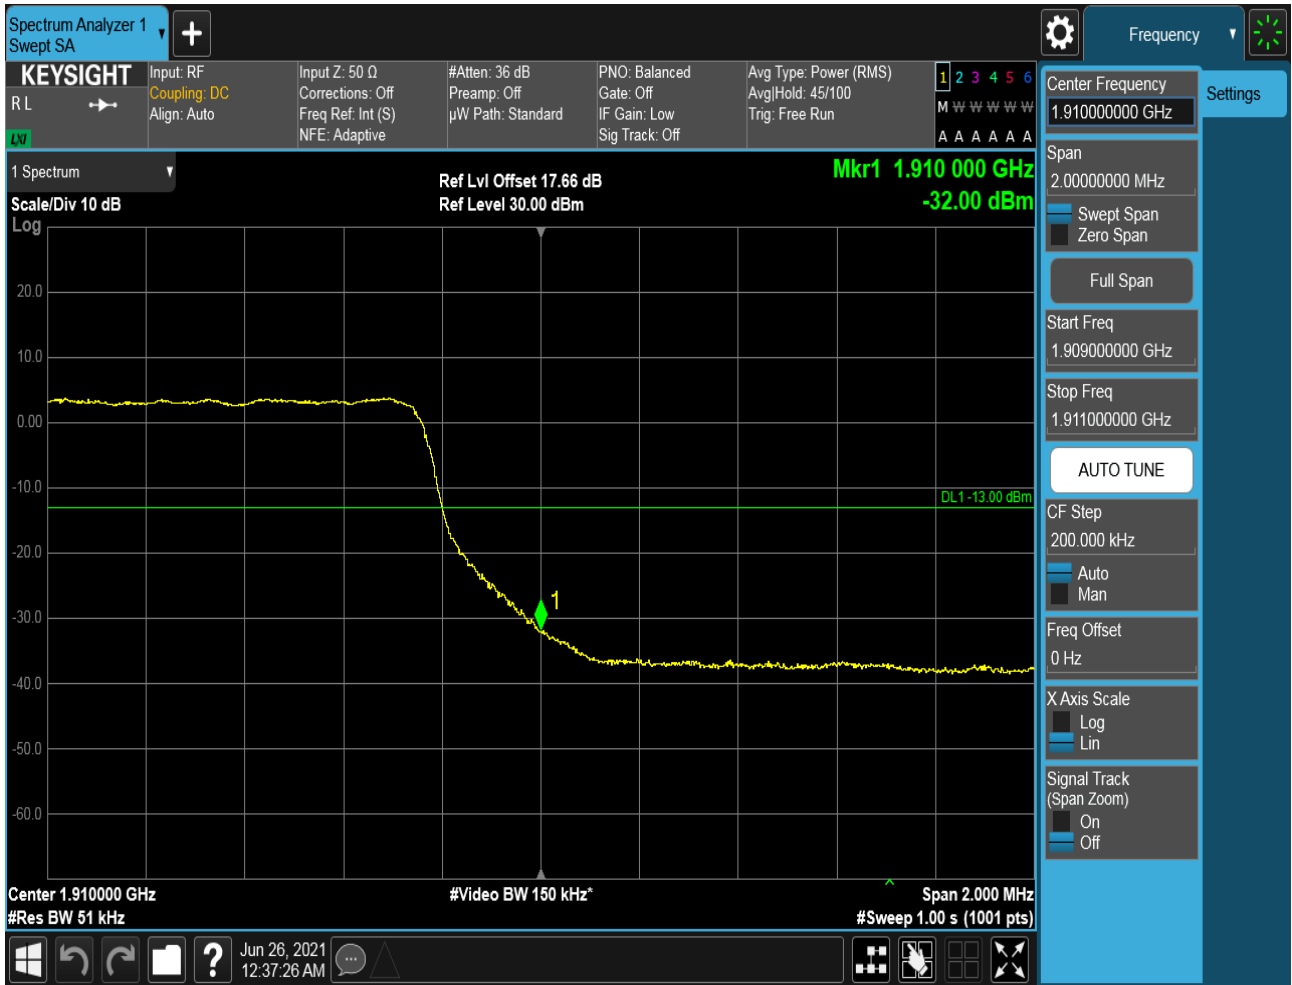 Spectrum Analyzer 1
Swept SA
Frequency
KEYSIGHT
R L
LXI
Input: RF
Coupling: DC
Align: Auto
Input Z: 50 Ω
Corrections: Off
Freq Ref: Int (S)
NFE: Adaptive
#Atten: 36 dB
Preamp: Off
µW Path: Standard
PNO: Balanced
Gate: Off
IF Gain: Low
Sig Track: Off
Avg Type: Power (RMS)
Avg|Hold: 45/100
Trig: Free Run
1 2 3 4 5 6
M W W W W W
A A A A A A
1 Spectrum
Scale/Div 10 dB
Log
Ref Lvl Offset 17.66 dB
Ref Level 30.00 dBm
Mkr1 1.910 000 GHz
-32.00 dBm
20.0
10.0
0.00
-10.0
DL1 -13.00 dBm
-20.0
1
-30.0
-40.0
-50.0
-60.0
Center 1.910000 GHz
#Video BW 150 kHz*
Span 2.000 MHz
#Res BW 51 kHz
#Sweep 1.00 s (1001 pts)
Center Frequency
1.910000000 GHz
Settings
Span
2.00000000 MHz
Swept Span
Zero Span
Full Span
Start Freq
1.909000000 GHz
Stop Freq
1.911000000 GHz
AUTO TUNE
CF Step
200.000 kHz
Auto
Man
Freq Offset
0 Hz
X Axis Scale
Log
Lin
Signal Track
(Span Zoom)
On
Off
?
Jun 26, 2021
12:37:26 AM